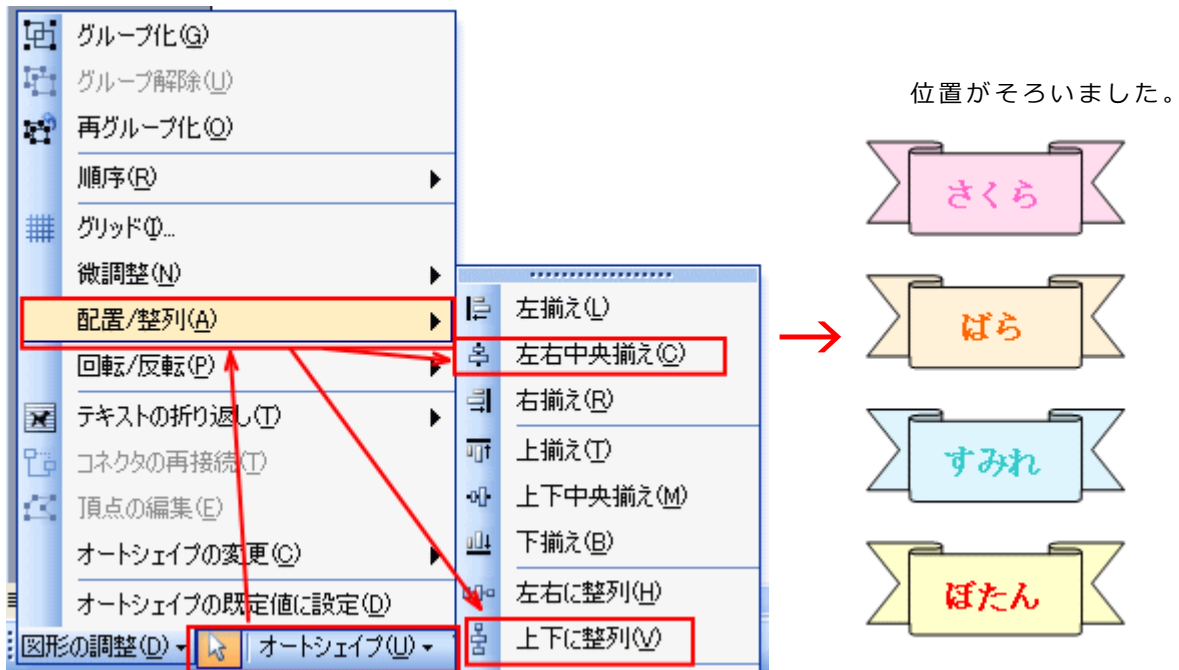 グループ化(G)
グループ解除(U)
再グループ化(O)
順序(R)
グリッド(I)...
微調整(N)
配置/整列(A)
回転/反転(P)
テキストの折り返し(T)
コネクタの再接続(T)
頂点の編集(E)
オートシェイプの変更(C)
オートシェイプの既定値に設定(D)
図形の調整(D)
オートシェイプ(U)
左揃え(L)
左右中央揃え(C)
右揃え(R)
上揃え(T)
上下中央揃え(M)
下揃え(B)
左右に整列(H)
上下に整列(V)
位置がそろいました。
さくら
ばら
すみれ
ぼたん